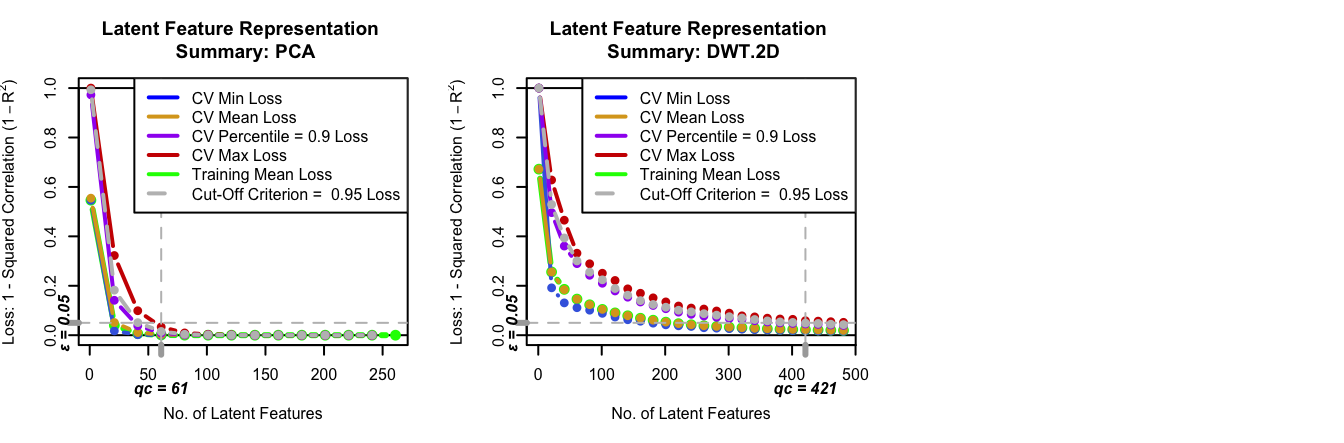 Latent Feature Representation
Summary: PCA
Loss: 1 - Squared Correlation (1 − R²)
1.0
0.8
0.6
0.4
0.2
0.0
ε = 0.05
CV Min Loss
CV Mean Loss
CV Percentile = 0.9 Loss
CV Max Loss
Training Mean Loss
Cut-Off Criterion = 0.95 Loss
0 50 100 150 200 250
qc = 61
No. of Latent Features
Latent Feature Representation
Summary: DWT.2D
Loss: 1 - Squared Correlation (1 − R²)
1.0
0.8
0.6
0.4
0.2
0.0
ε = 0.05
CV Min Loss
CV Mean Loss
CV Percentile = 0.9 Loss
CV Max Loss
Training Mean Loss
Cut-Off Criterion = 0.95 Loss
0 100 200 300 400 500
qc = 421
No. of Latent Features